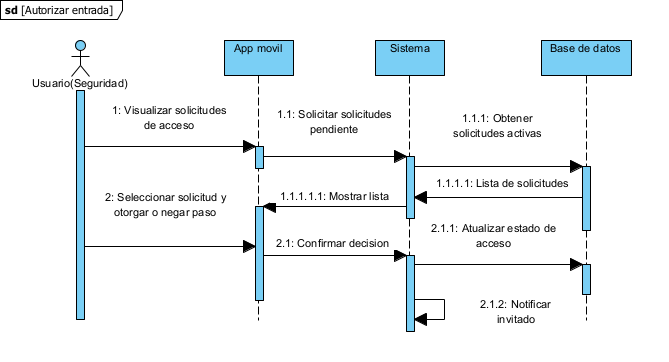 sd [Autorizar entrada]
Usuario(Seguridad)
App movil
Sistema
Base de datos
1: Visualizar solicitudes
de acceso
1.1: Solicitar solicitudes
pendiente
1.1.1: Obtener
solicitudes activas
1.1.1.1: Lista de solicitudes
1.1.1.1.1: Mostrar lista
2: Seleccionar solicitud y
otorgar o negar paso
2.1: Confirmar decision
2.1.1: Atualizar estado de
acceso
2.1.2: Notificar
invitado